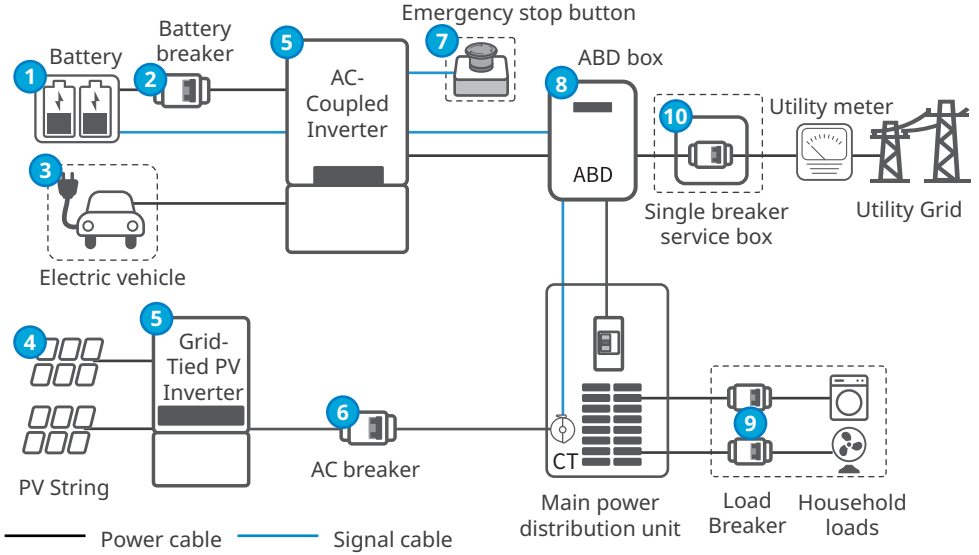 Emergency stop button
Battery
breaker
5
7
Battery
ABD box
1
2
AC-
Coupled
Inverter
8
Utility meter
10
ABD
3
Single breaker
service box
Utility Grid
Electric vehicle
4
5
Grid-
Tied PV
Inverter
6
9
CT
AC breaker
PV String
Main power
distribution unit
Load
Breaker
Household
loads
Power cable
Signal cable